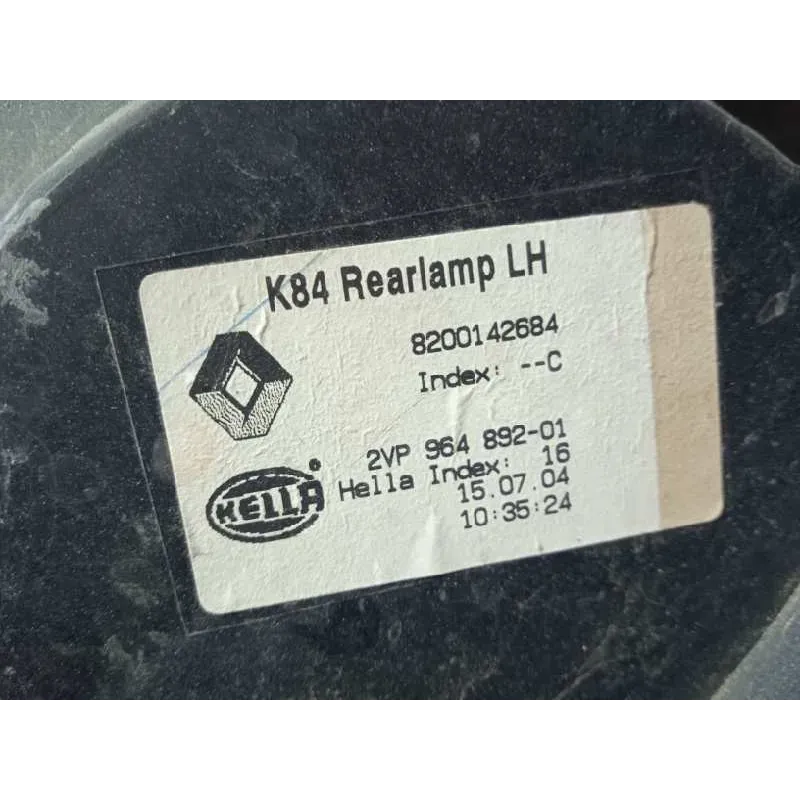 K84 Rearlamp LH
8200142684
Index: --C
2VP 964 892-01
Hella Index: 16
15.07.04
10:35:24
HELLA